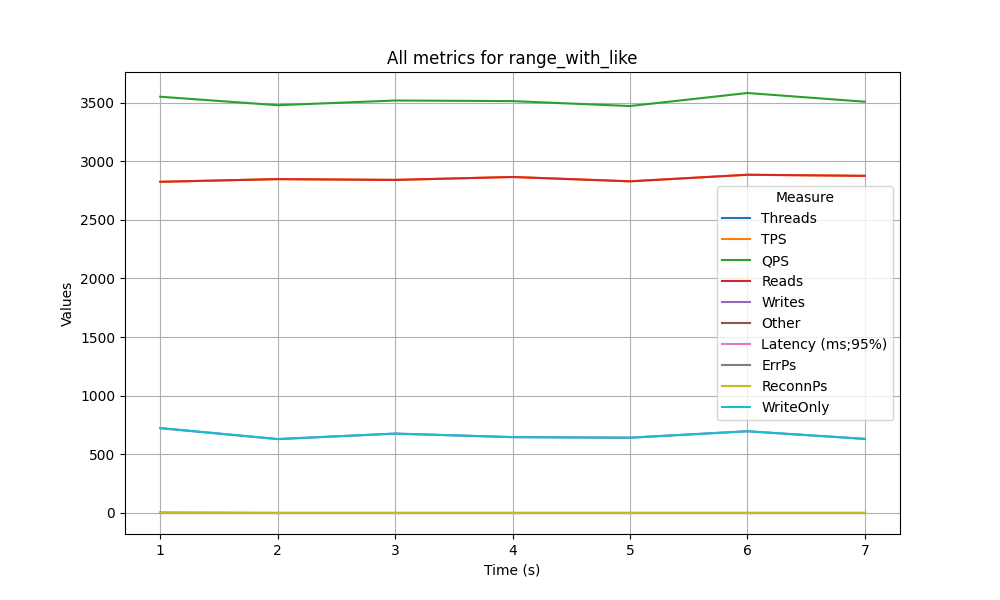 All metrics for range_with_like
Values
3500
3000
2500
2000
1500
1000
500
0
Measure
Threads
TPS
QPS
Reads
Writes
Other
Latency (ms;95%)
ErrPs
ReconnPs
WriteOnly
1 2 3 4 5 6 7
Time (s)